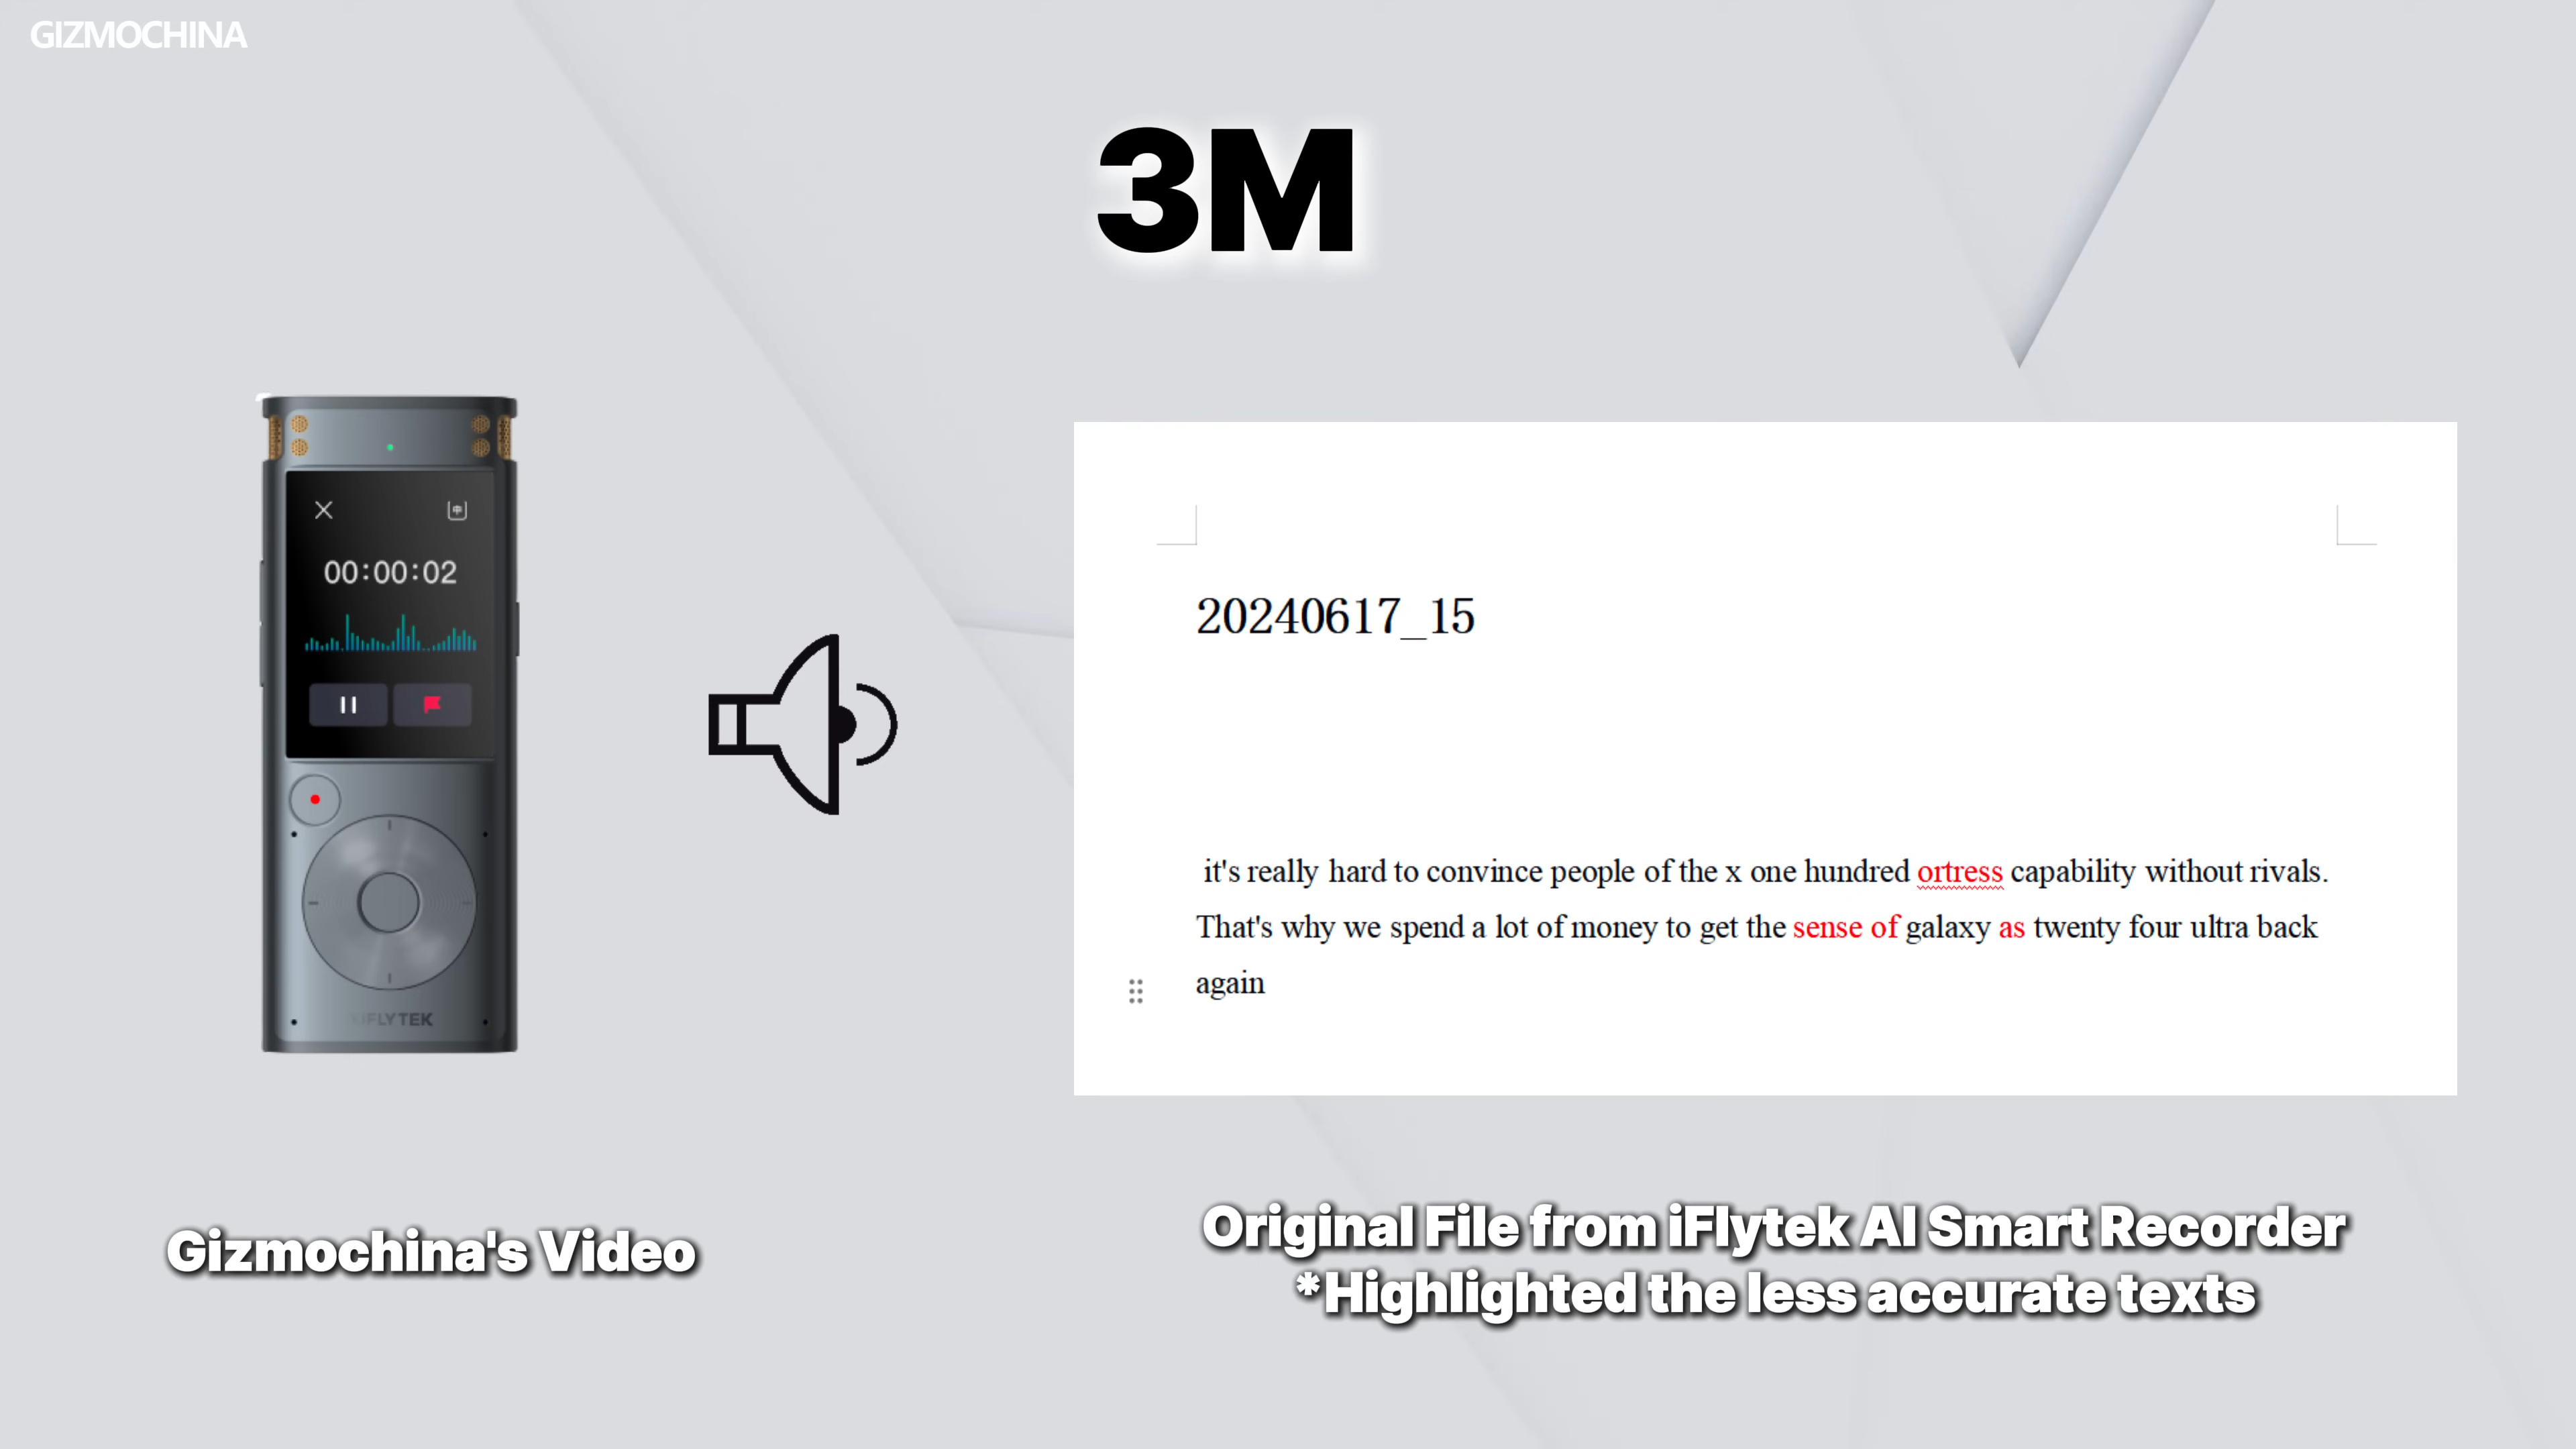 GIZMOCHINA
3M
00:00:02
IFLYTEK
20240617_15
it's really hard to convince people of the x one hundred ortress capability without rivals.
That's why we spend a lot of money to get the sense of galaxy as twenty four ultra back
again
Gizmochina's Video
Original File from iFlytek AI Smart Recorder
*Highlighted the less accurate texts